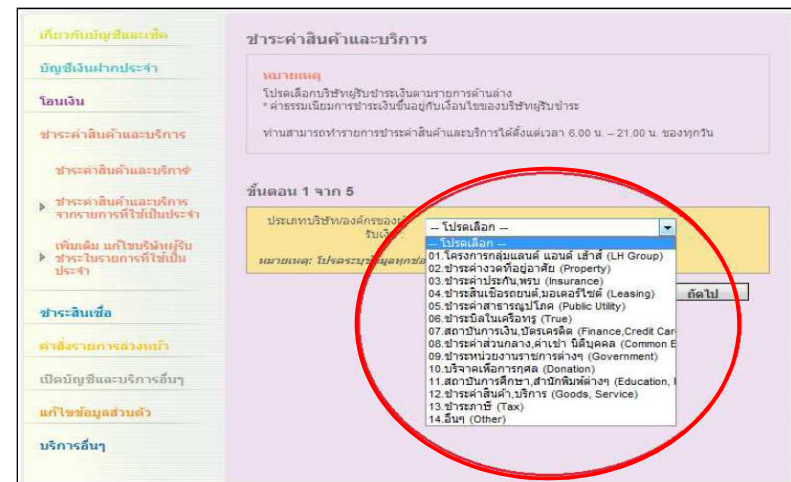 เกี่ยวกับบัญชีและเช็ค
บัญชีเงินฝากประจำ
โอนเงิน
ชำระค่าสินค้าและบริการ
ชำระค่าสินค้าและบริการ
ชำระค่าสินค้าและบริการ
จากรายการที่ใช้เป็นประจำ
เพิ่มเติม แก้ไขบริษัทผู้รับ
ชำระในรายการที่ใช้เป็น
ประจำ
ชำระสินเชื่อ
คำสั่งรายการล่วงหน้า
เปิดบัญชีและบริการอื่นๆ
แก้ไขข้อมูลส่วนตัว
บริการอื่นๆ
ชำระค่าสินค้าและบริการ
หมายเหตุ
โปรดเลือกบริษัทผู้รับชำระเงินตามรายการด้านล่าง
* ค่าธรรมเนียมการชำระเงินขึ้นอยู่กับเงื่อนไขของบริษัทผู้รับชำระ
ท่านสามารถทำรายการชำระค่าสินค้าและบริการได้ตั้งแต่เวลา 6.00 น. – 21.00 น. ของทุกวัน
ขั้นตอน 1 จาก 5
ประเภทบริษัท/องค์กรของ
รับเงิน
-- โปรดเลือก --
หมายเหตุ: โปรดระบุข้อมูลทุกช่อ
-- โปรดเลือก --
01.โครงการกลุ่มแลนด์ แอนด์ เฮ้าส์ (LH Group)
02.ชำระค่างวดที่อยู่อาศัย (Property)
03.ชำระค่าประกัน,พรบ (Insurance)
04.ชำระสินเชื่อรถยนต์,มอเตอร์ไซต์ (Leasing)
05.ชำระค่าสาธารณูปโภค (Public Utility)
06.ชำระบิลในเครือทรู (True)
07.สถาบันการเงิน,บัตรเครดิต (Finance,Credit Car
08.ชำระค่าส่วนกลาง,ค่าเช่า นิติบุคคล (Common E
09.ชำระหน่วยงานราชการต่างๆ (Government)
10.บริจาคเพื่อการกุศล (Donation)
11.สถาบันการศึกษา,สำนักพิมพ์ต่างๆ (Education,
12.ชำระค่าสินค้า,บริการ (Goods, Service)
13.ชำระภาษี (Tax)
14.อื่นๆ (Other)
ถัดไป